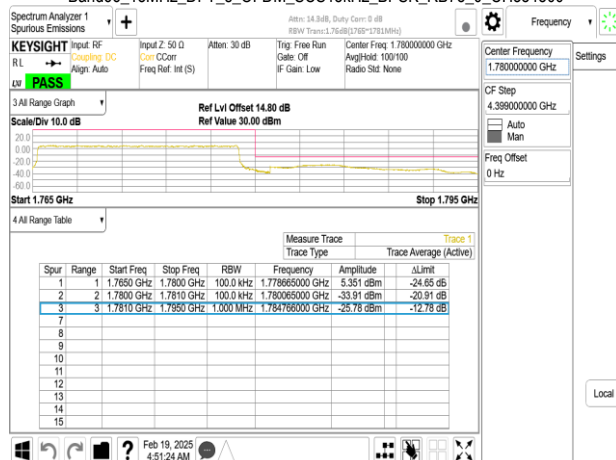 Spectrum Analyzer 1
Spurious Emissions
+
Attn: 14.3dB, Duty Corr: 0 dB
RBW Trans:1.76dB(1765~1781MHz)
Frequency
Settings
KEYSIGHT
RL
PASS
Input: RF
Coupling: DC
Align: Auto
Input Z: 50 Ω
Corr CCorr
Freq Ref: Int (S)
Atten: 30 dB
Trig: Free Run
Gate: Off
IF Gain: Low
Center Freq: 1.780000000 GHz
Avg|Hold: 100/100
Radio Std: None
Center Frequency
1.780000000 GHz
CF Step
4.399000000 GHz
Auto
Man
Freq Offset
0 Hz
3 All Range Graph
Scale/Div 10.0 dB
Ref Lvl Offset 14.80 dB
Ref Value 30.00 dBm
20.0
0.00
-20.0
-40.0
-60.0
Start 1.765 GHz
Stop 1.795 GHz
4 All Range Table
Measure Trace Trace 1
Trace Type Trace Average (Active)
Spur Range Start Freq Stop Freq RBW Frequency Amplitude ΔLimit
1 1 1.7650 GHz 1.7800 GHz 100.0 kHz 1.778665000 GHz 5.351 dBm -24.65 dB
2 2 1.7800 GHz 1.7810 GHz 100.0 kHz 1.780065000 GHz -33.91 dBm -20.91 dB
3 3 1.7810 GHz 1.7950 GHz 1.000 MHz 1.784766000 GHz -25.78 dBm -12.78 dB
7
8
9
10
11
12
13
14
15
Local
?
Feb 19, 2025
4:51:24 AM